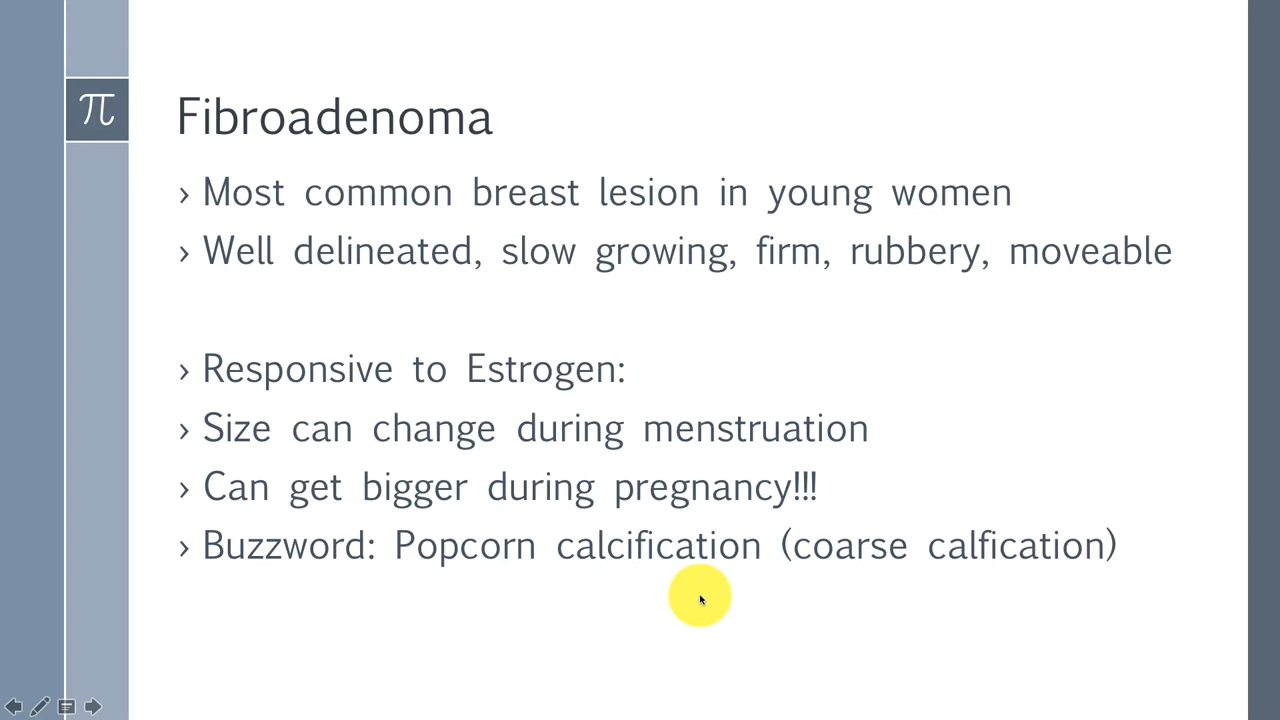 π
Fibroadenoma
› Most common breast lesion in young women
› Well delineated, slow growing, firm, rubbery, moveable
› Responsive to Estrogen:
› Size can change during menstruation
› Can get bigger during pregnancy!!!
› Buzzword: Popcorn calcification (coarse calfication)